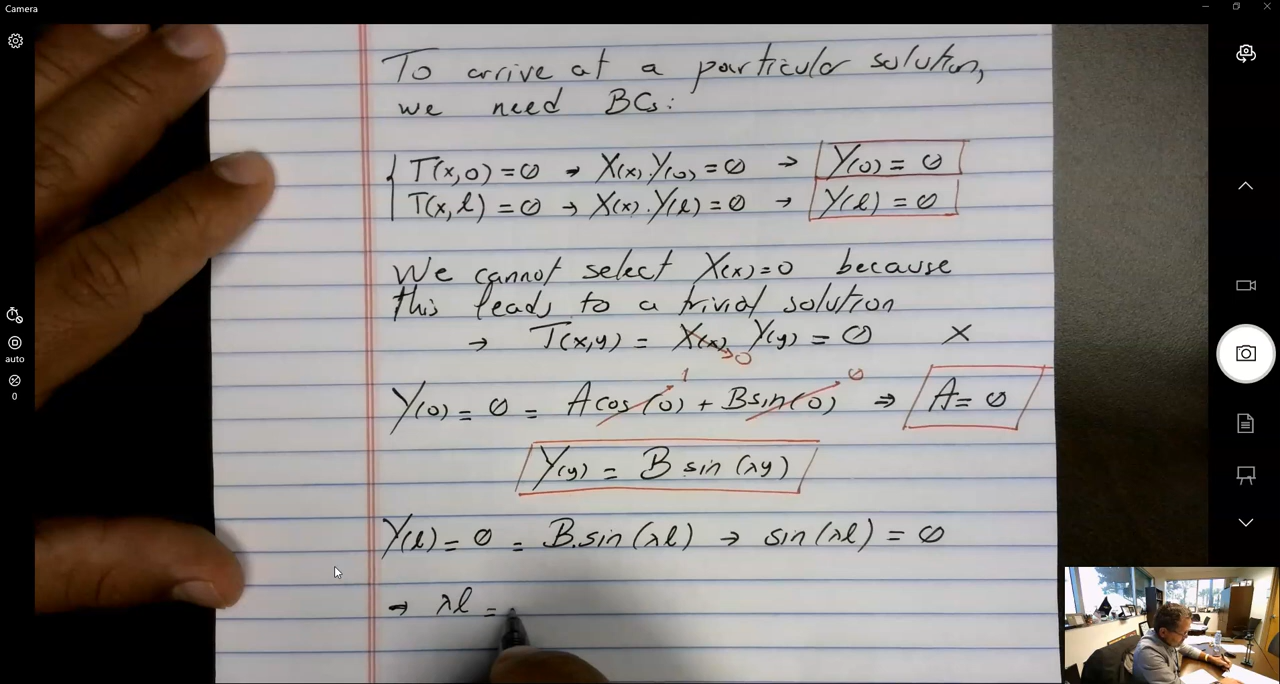 Camera
To arrive at a particular solution,
we need BCs:
T(x,0) = 0 → X(x).Y(0) = 0 → Y(0) = 0
T(x,l) = 0 → X(x).Y(l) = 0 → Y(l) = 0
We cannot select X(x) = 0 because
this leads to a trivial solution
→ T(x,y) = X(x) Y(y) = 0 X
0
1 0
Y(0) = 0 = A cos(0) + B sin(0) ⇒ A = 0
Y(y) = B sin (λy)
Y(l) = 0 = B.sin (λl) → sin (λl) = 0
→ λl =
auto
0